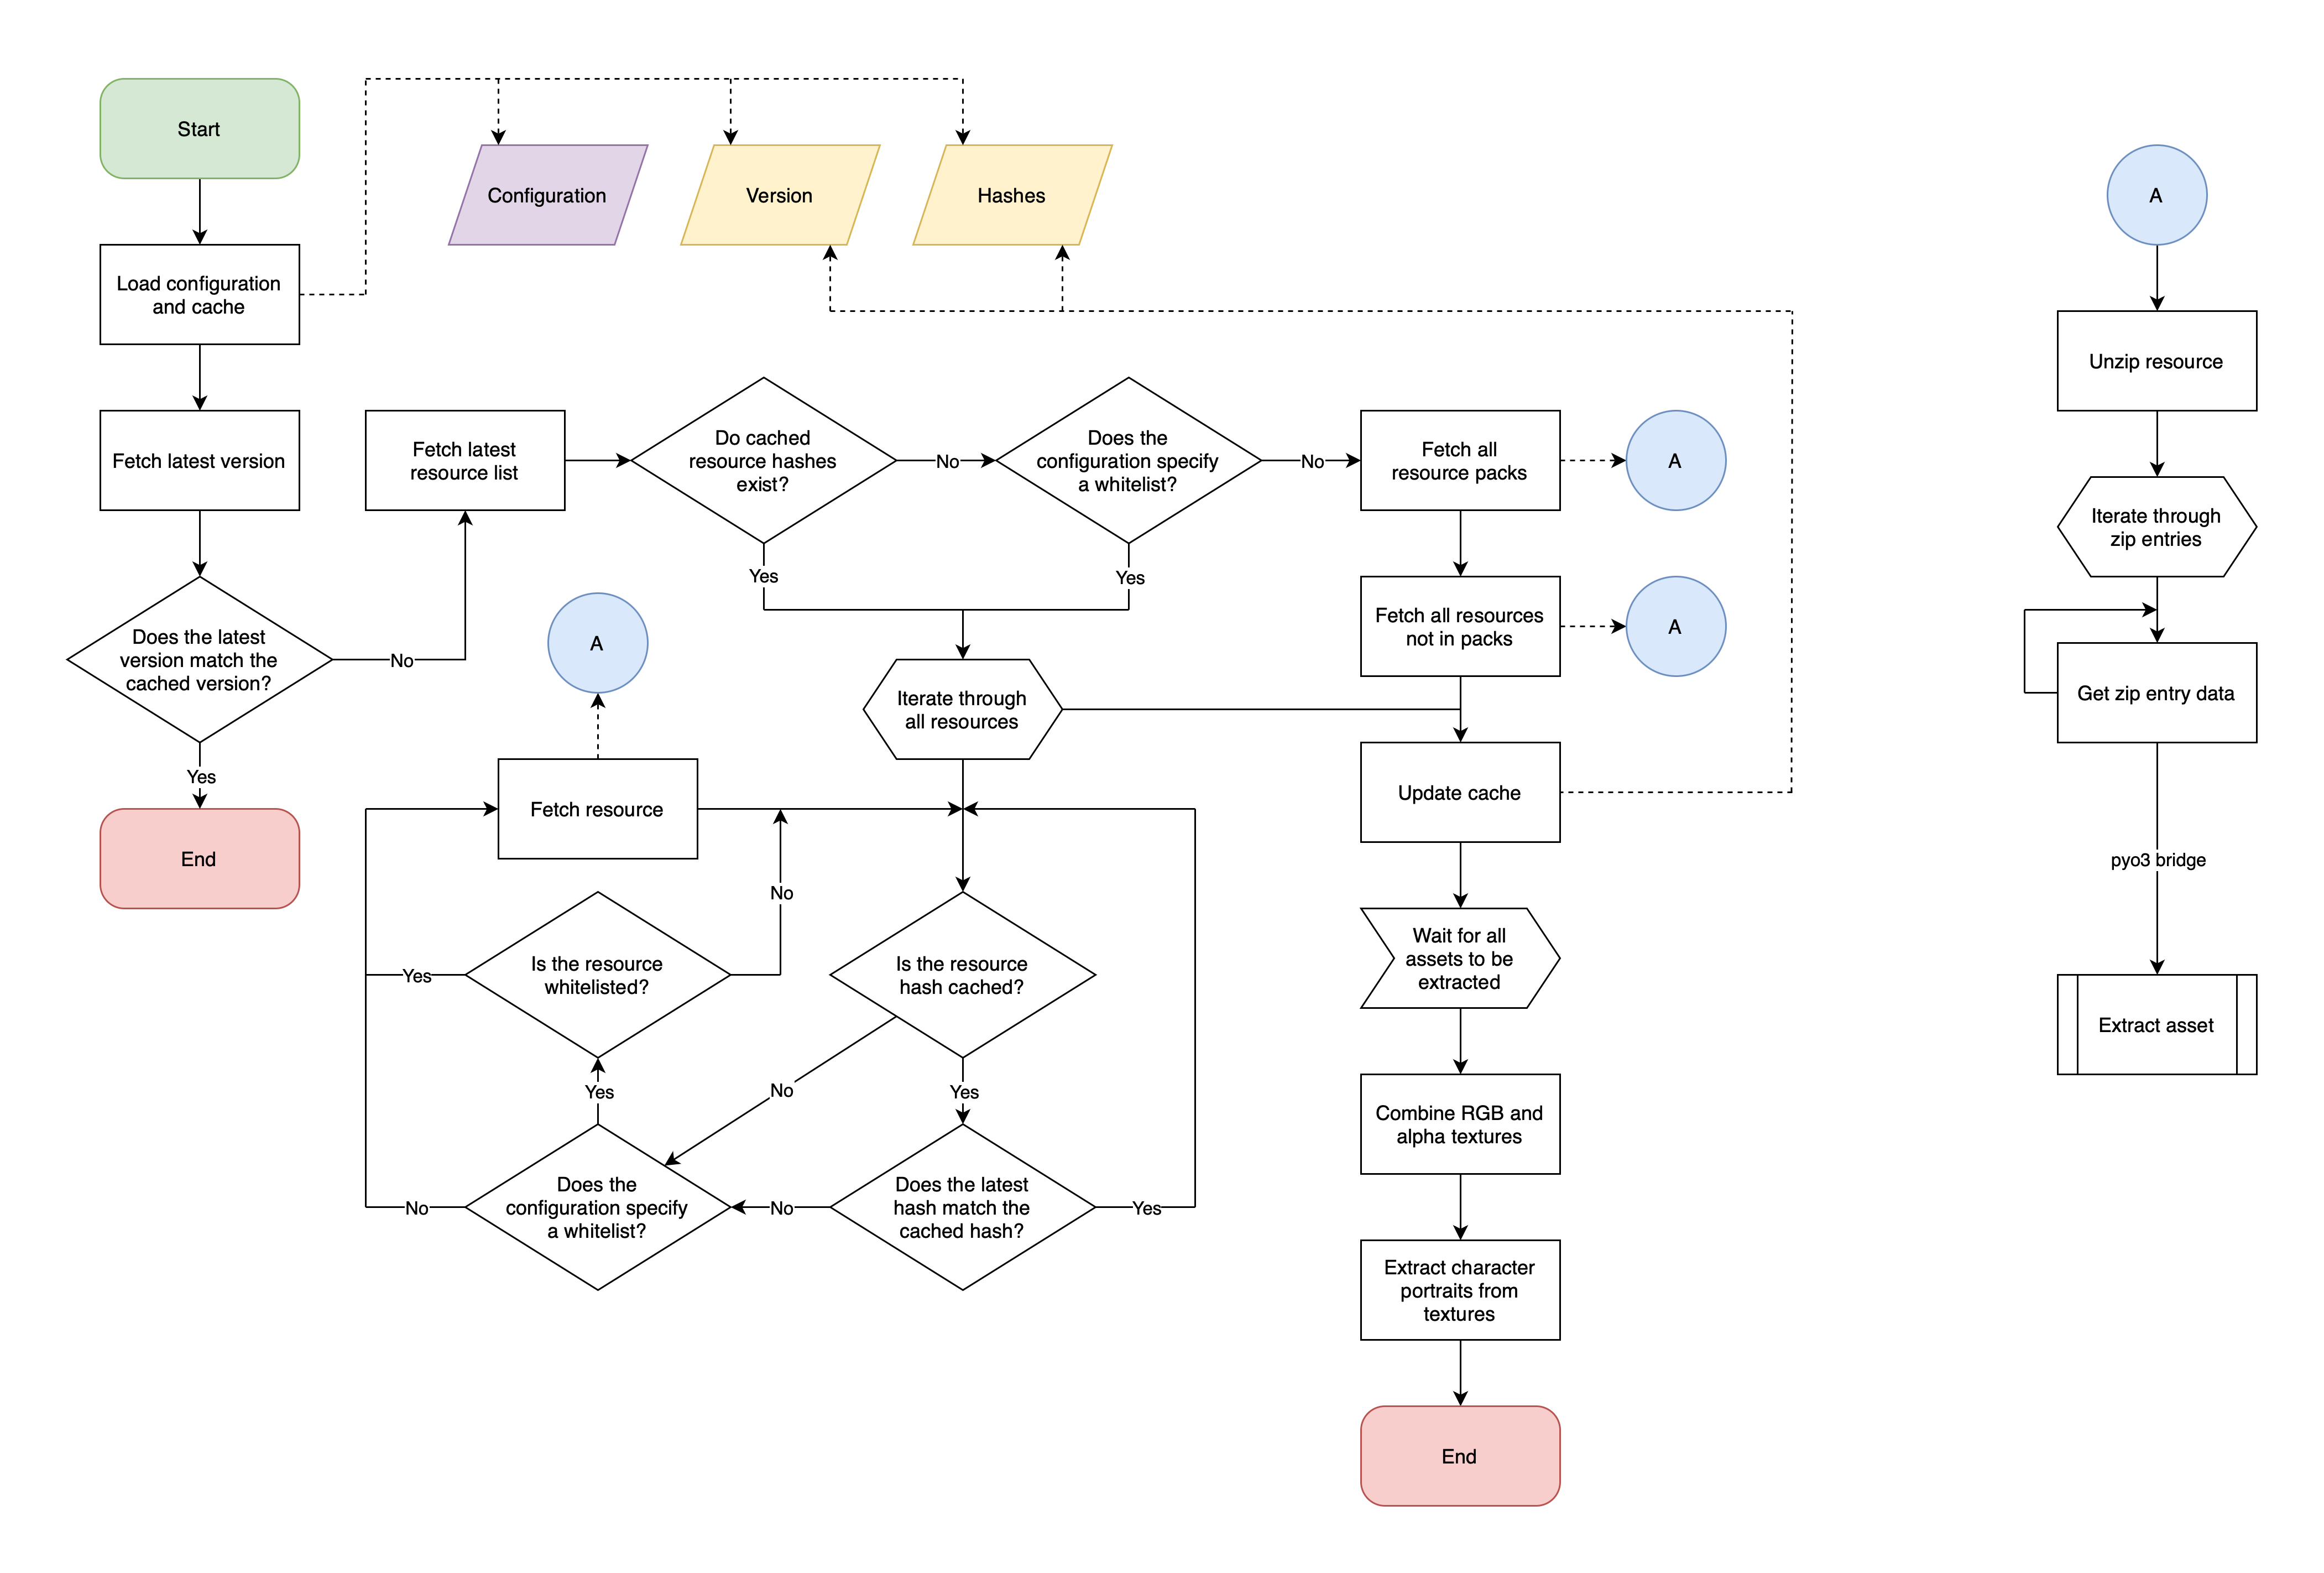 Start
Load configuration
and cache
Fetch latest version
Does the latest
version match the
cached version?
No
Yes
End
Configuration
Version
Hashes
Fetch latest
resource list
Do cached
resource hashes
exist?
No
Yes
Does the
configuration specify
a whitelist?
No
Yes
Fetch all
resource packs
A
Fetch all resources
not in packs
A
Iterate through
all resources
A
Fetch resource
No
Is the resource
whitelisted?
Yes
Is the resource
hash cached?
No
Yes
Yes
Does the
configuration specify
a whitelist?
No
No
Does the latest
hash match the
cached hash?
Yes
Update cache
Wait for all
assets to be
extracted
Combine RGB and
alpha textures
Extract character
portraits from
textures
End
A
Unzip resource
Iterate through
zip entries
Get zip entry data
pyo3 bridge
Extract asset